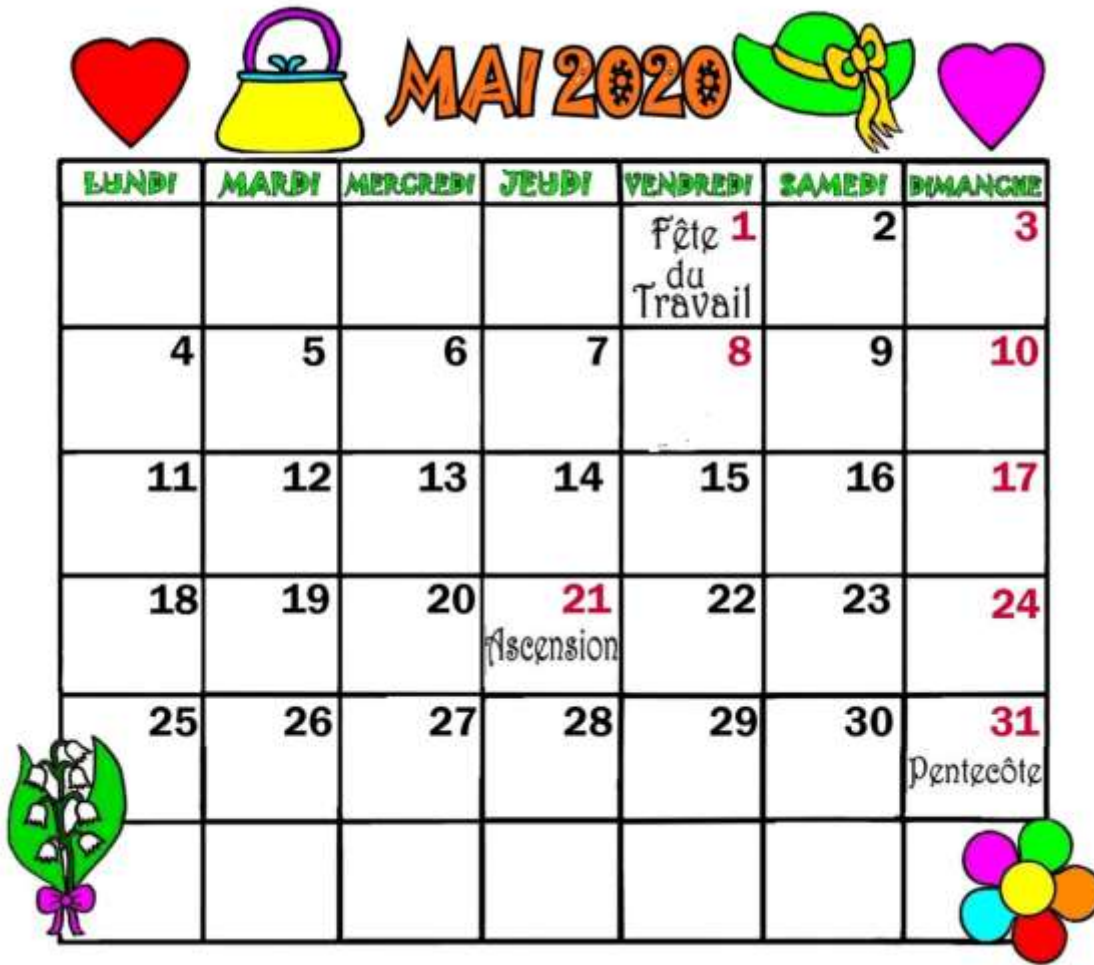 MAI 2020
LUNDI MARDI MERCREDI JEUDI VENDREDI SAMEDI DIMANCHE
Fête 1 2 3
du
Travail
4 5 6 7 8 9 10
11 12 13 14 15 16 17
18 19 20 21 22 23 24
Ascension
25 26 27 28 29 30 31
Pentecôte